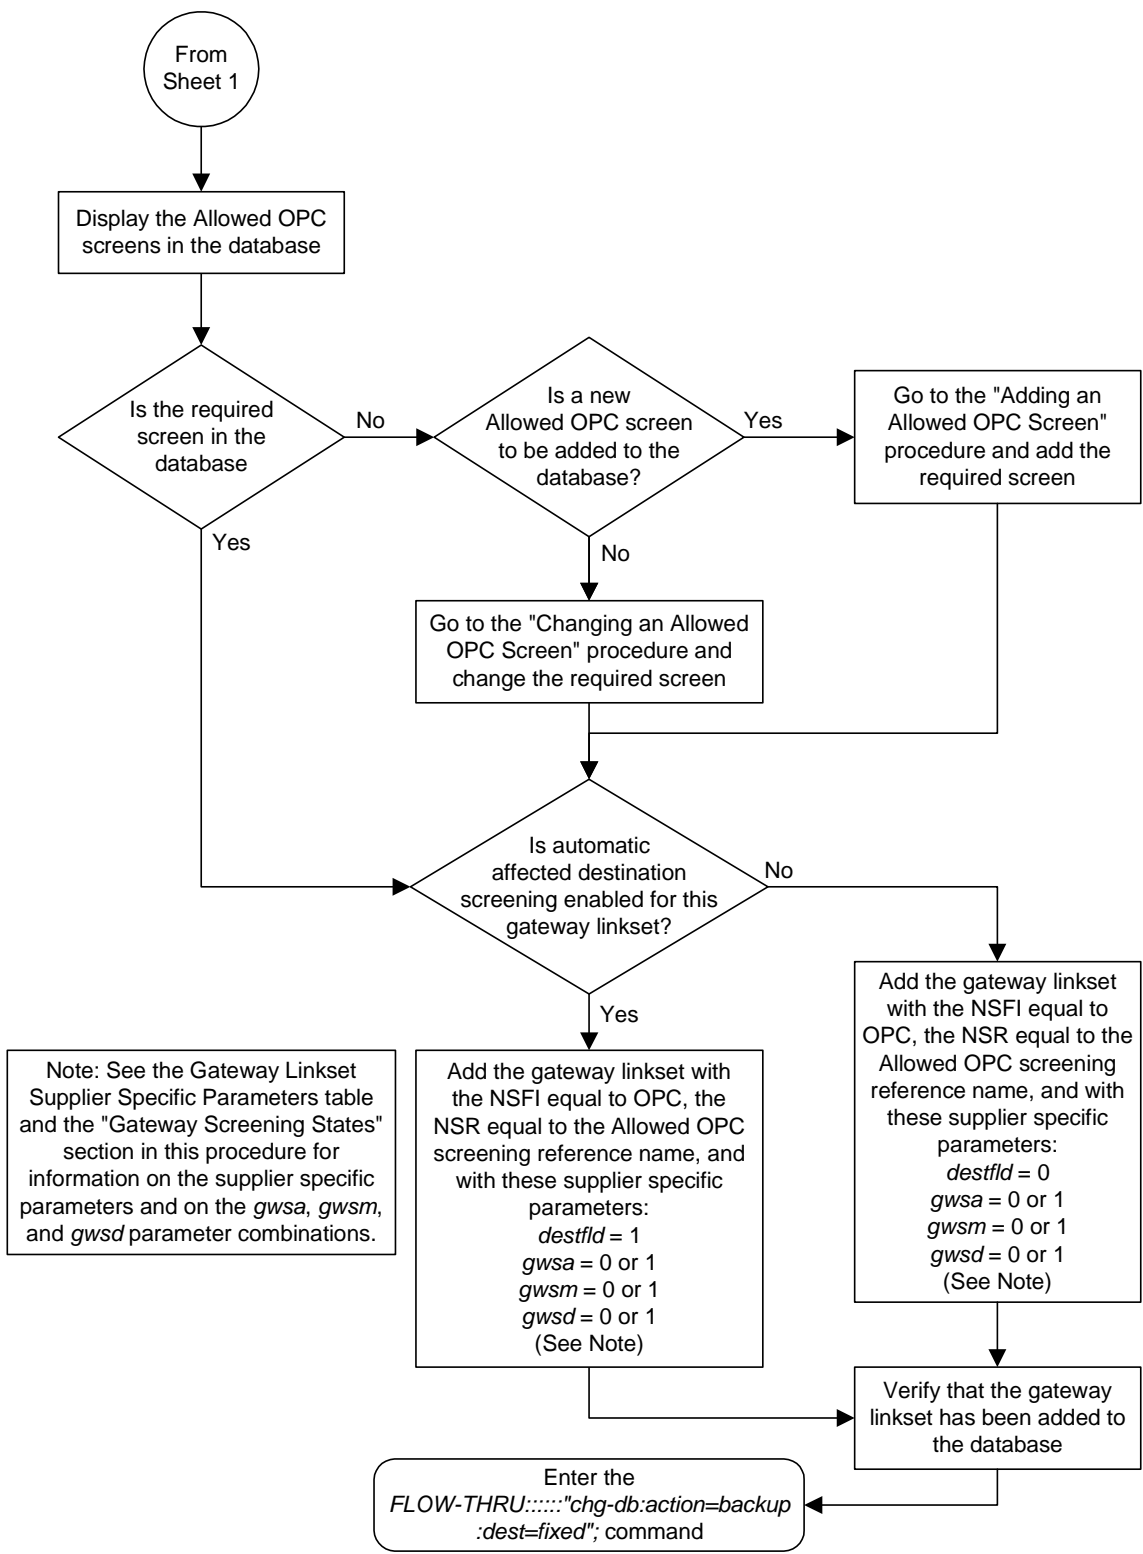 From
Sheet 1
Display the Allowed OPC
screens in the database
Is the required
screen in the
database
No
Yes
Is a new
Allowed OPC screen
to be added to the
database?
Yes
No
Go to the "Adding an
Allowed OPC Screen"
procedure and add the
required screen
Go to the "Changing an Allowed
OPC Screen" procedure and
change the required screen
Is automatic
affected destination
screening enabled for this
gateway linkset?
No
Yes
Note: See the Gateway Linkset
Supplier Specific Parameters table
and the "Gateway Screening States"
section in this procedure for
information on the supplier specific
parameters and on the gwsa, gwsm,
and gwsd parameter combinations.
Add the gateway linkset with
the NSFI equal to OPC, the
NSR equal to the Allowed OPC
screening reference name, and
with these supplier specific
parameters:
destfld = 1
gwsa = 0 or 1
gwsm = 0 or 1
gwsd = 0 or 1
(See Note)
Add the gateway linkset
with the NSFI equal to
OPC, the NSR equal to the
Allowed OPC screening
reference name, and with
these supplier specific
parameters:
destfld = 0
gwsa = 0 or 1
gwsm = 0 or 1
gwsd = 0 or 1
(See Note)
Verify that the gateway
linkset has been added to
the database
Enter the
FLOW-THRU::::::"chg-db:action=backup
:dest=fixed"; command